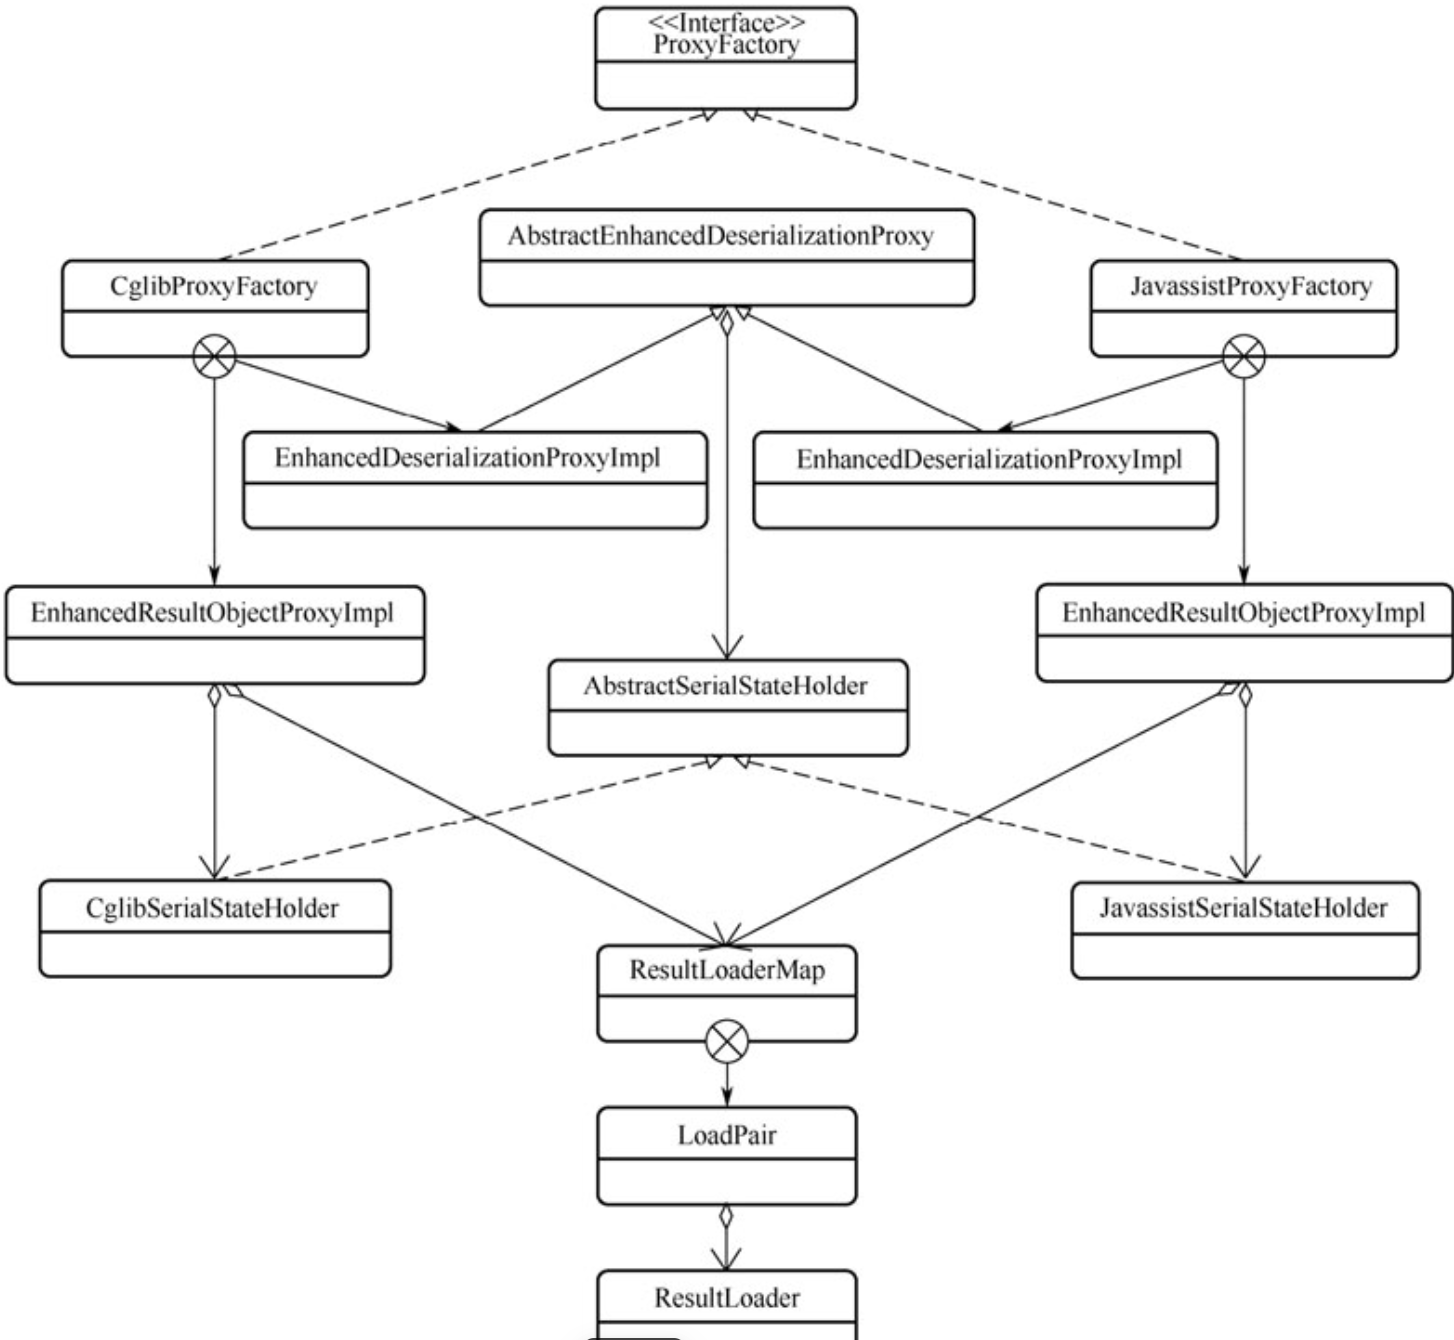 <<Interface>>
ProxyFactory
AbstractEnhancedDeserializationProxy
CglibProxyFactory
JavassistProxyFactory
EnhancedDeserializationProxyImpl
EnhancedDeserializationProxyImpl
EnhancedResultObjectProxyImpl
EnhancedResultObjectProxyImpl
AbstractSerialStateHolder
CglibSerialStateHolder
JavassistSerialStateHolder
ResultLoaderMap
LoadPair
ResultLoader